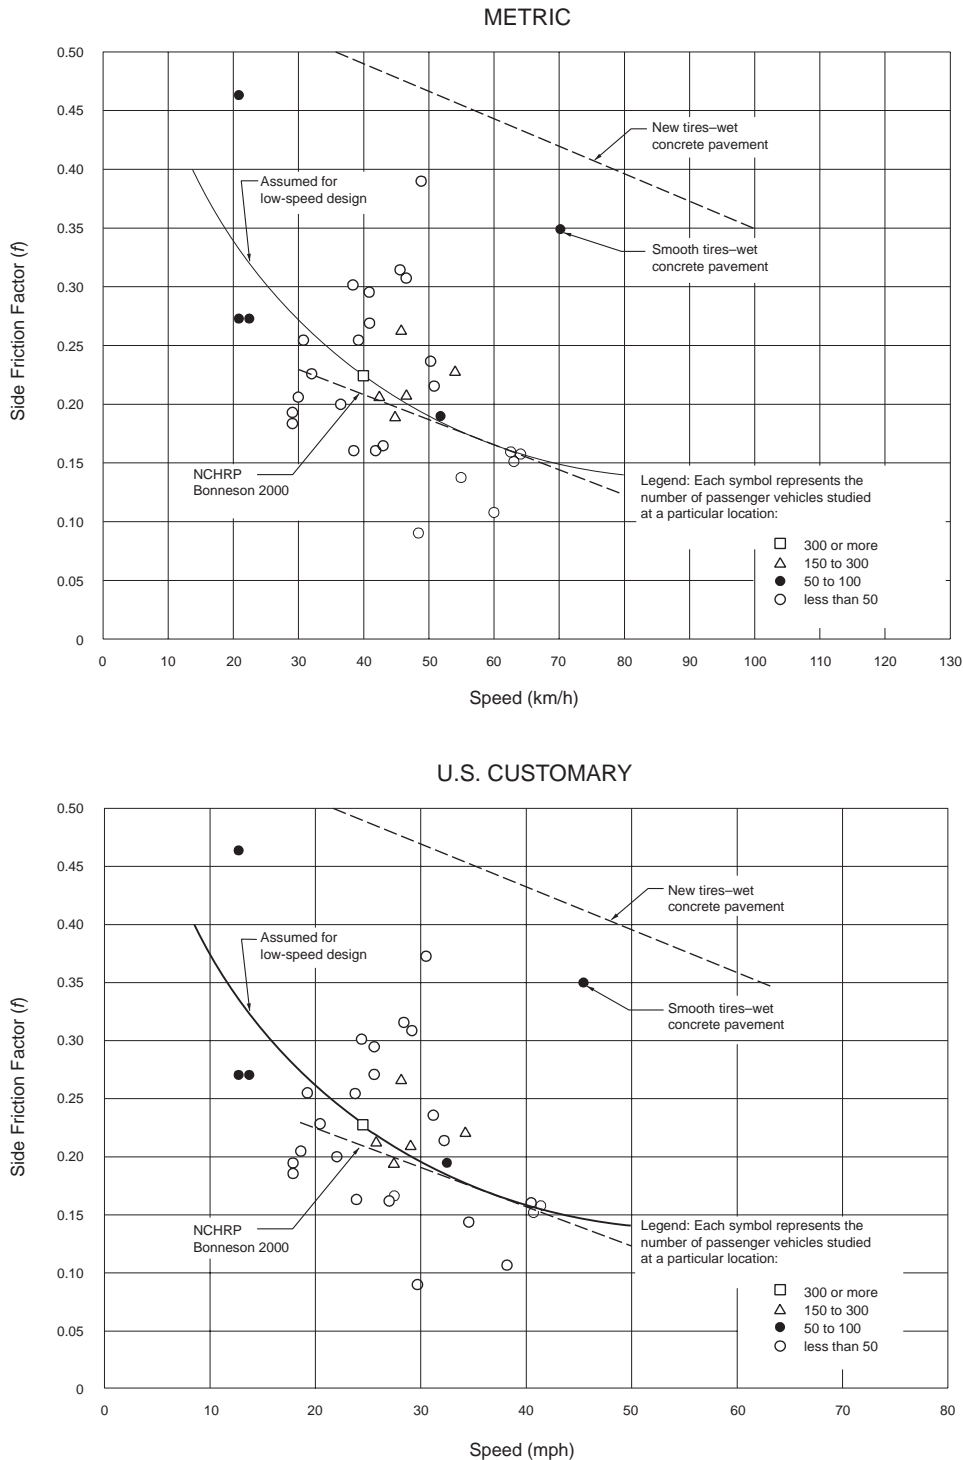 METRIC
0.50
0.45
0.40
0.35
0.30
0.25
0.20
0.15
0.10
0.05
0
Side Friction Factor (f)
New tires–wet
concrete pavement
Assumed for
low-speed design
Smooth tires–wet
concrete pavement
NCHRP
Bonneson 2000
Legend: Each symbol represents the
number of passenger vehicles studied
at a particular location:
300 or more
150 to 300
50 to 100
less than 50
0 10 20 30 40 50 60 70 80 90 100 110 120 130
Speed (km/h)
U.S. CUSTOMARY
0.50
0.45
0.40
0.35
0.30
0.25
0.20
0.15
0.10
0.05
0
Side Friction Factor (f)
New tires–wet
concrete pavement
Assumed for
low-speed design
Smooth tires–wet
concrete pavement
NCHRP
Bonneson 2000
Legend: Each symbol represents the
number of passenger vehicles studied
at a particular location:
300 or more
150 to 300
50 to 100
less than 50
0 10 20 30 40 50 60 70 80
Speed (mph)